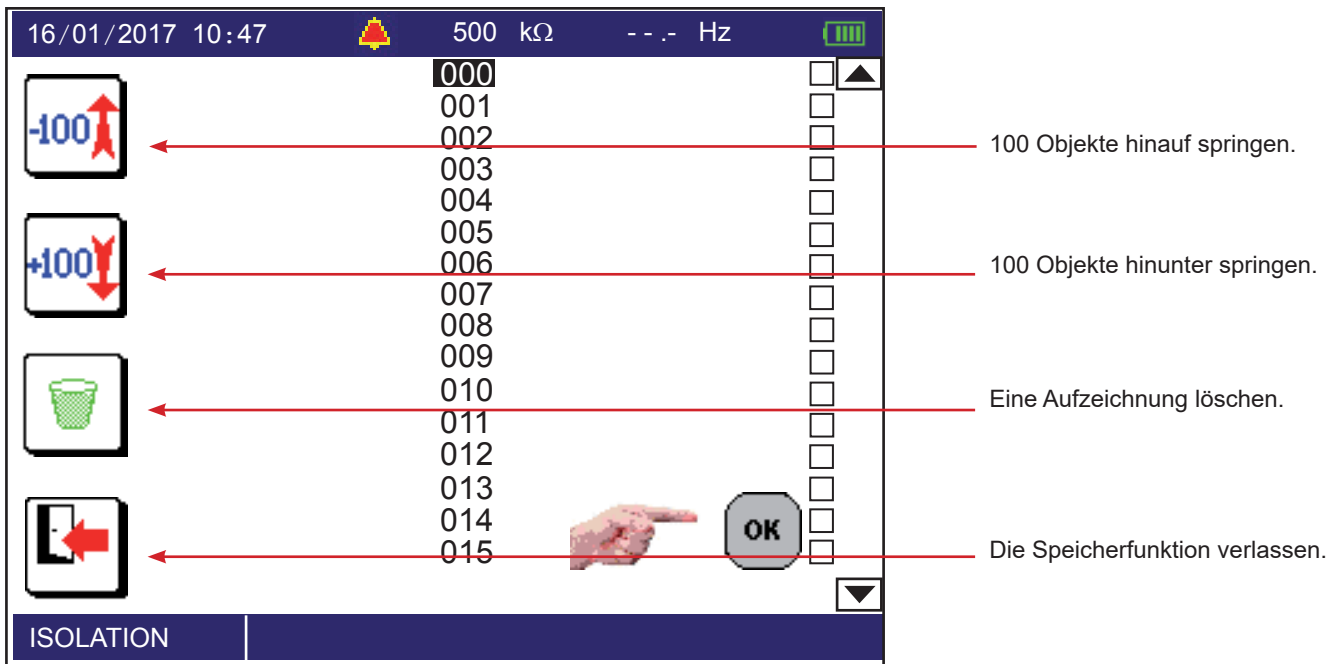 16/01/2017 10:47 500 kΩ - - .- Hz
-100
000
001
002
003
100 Objekte hinauf springen.
004
+100
005
006
007
100 Objekte hinunter springen.
008
009
010
011
Eine Aufzeichnung löschen.
012
013
014
015
OK
Die Speicherfunktion verlassen.
ISOLATION